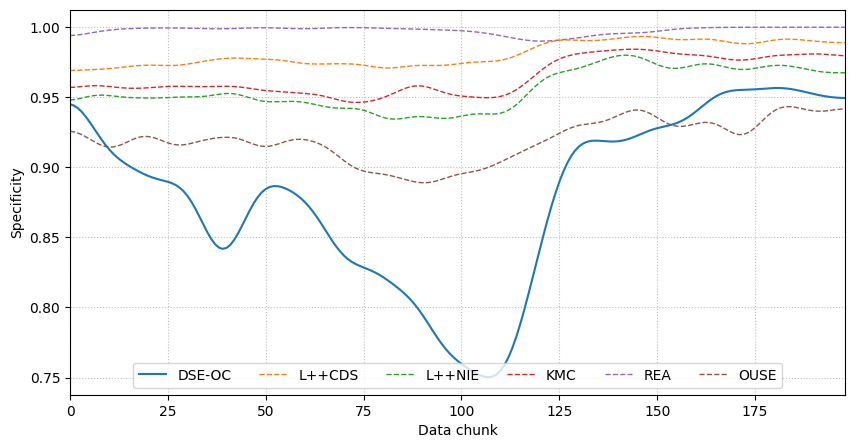 1.00
0.95
0.90
0.85
0.80
0.75
Specificity
DSE-OC L++CDS L++NIE KMC REA OUSE
0 25 50 75 100 125 150 175
Data chunk